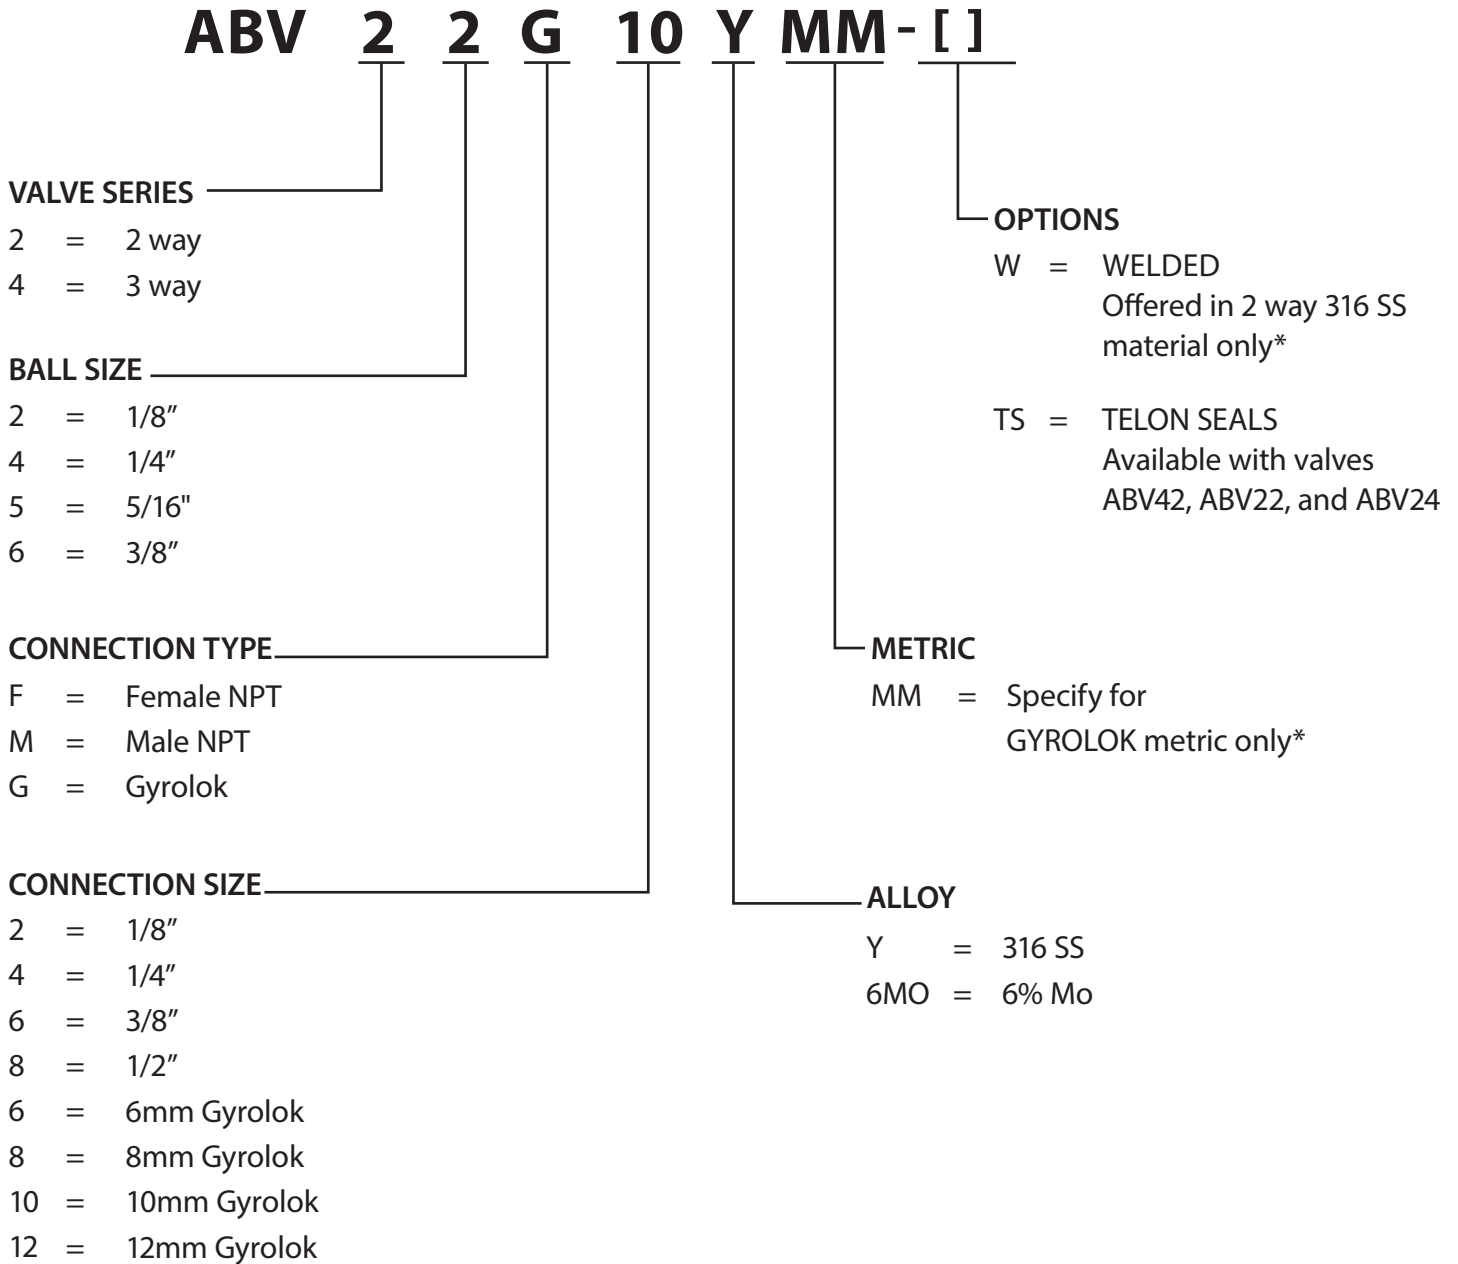 ABV 2 2 G 10 Y MM - [ ]
VALVE SERIES
2 = 2 way
4 = 3 way
BALL SIZE
2 = 1/8”
4 = 1/4”
5 = 5/16"
6 = 3/8”
CONNECTION TYPE
F = Female NPT
M = Male NPT
G = Gyrolok
CONNECTION SIZE
2 = 1/8”
4 = 1/4”
6 = 3/8”
8 = 1/2”
6 = 6mm Gyrolok
8 = 8mm Gyrolok
10 = 10mm Gyrolok
12 = 12mm Gyrolok
OPTIONS
W = WELDED
Offered in 2 way 316 SS
material only*
TS = TELON SEALS
Available with valves
ABV42, ABV22, and ABV24
METRIC
MM = Specify for
GYROLOK metric only*
ALLOY
Y = 316 SS
6MO = 6% Mo